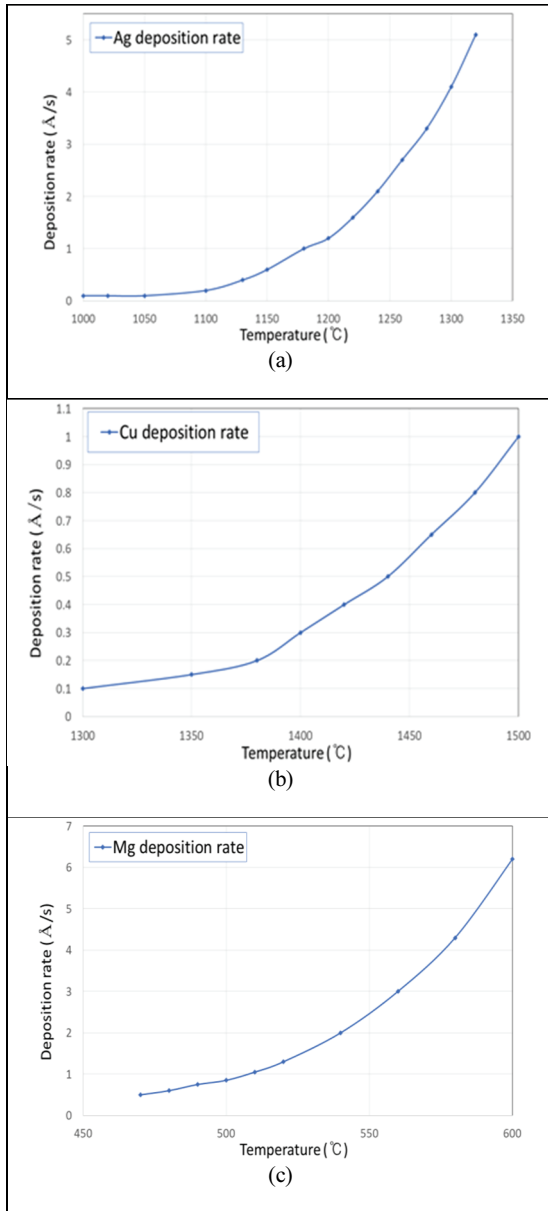 Ag deposition rate
Deposition rate ( Å/s)
5
4
3
2
1
0
1000 1050 1100 1150 1200 1250 1300 1350
Temperature(℃)
(a)
Cu deposition rate
Deposition rate ( Å/s)
1.1
1
0.9
0.8
0.7
0.6
0.5
0.4
0.3
0.2
0.1
0
1300 1350 1400 1450 1500
Temperature(℃)
(b)
Mg deposition rate
Deposition rate ( Å/s)
7
6
5
4
3
2
1
0
450 500 550 600
Temperature(℃)
(c)